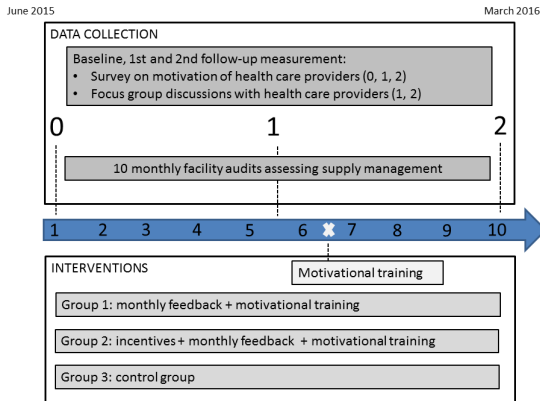 June 2015 March 2016
DATA COLLECTION
Baseline, 1st and 2nd follow-up measurement:
• Survey on motivation of health care providers (0, 1, 2)
• Focus group discussions with health care providers (1, 2)
0 1 2
10 monthly facility audits assessing supply management
1 2 3 4 5 6 7 8 9 10
INTERVENTIONS
Motivational training
Group 1: monthly feedback + motivational training
Group 2: incentives + monthly feedback + motivational training
Group 3: control group